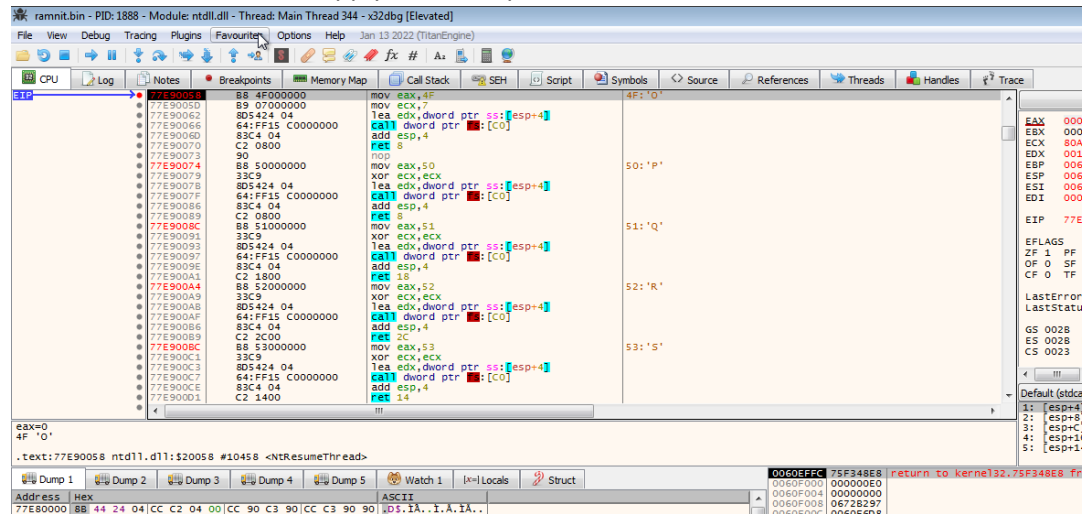 ramnit.bin - PID: 1888 - Module: ntdll.dll - Thread: Main Thread 344 - x32dbg [Elevated]
File View Debug Tracing Plugins Favourites Options Help Jan 13 2022 (TitanEngine)
CPU Log Notes Breakpoints Memory Map Call Stack SEH Script Symbols Source References Threads Handles Trace
EIP 77E90058 B8 4F000000 mov eax,4F 4F:'O'
77E9005D B9 07000000 mov ecx,7
77E90062 8D5424 04 lea edx,dword ptr ss:[esp+4]
77E90066 64:FF15 C0000000 call dword ptr fs:[C0]
77E9006D 83C4 04 add esp,4
77E90070 C2 0800 ret 8
77E90073 90 nop
77E90074 B8 50000000 mov eax,50 50:'P'
77E90079 33C9 xor ecx,ecx
77E9007B 8D5424 04 lea edx,dword ptr ss:[esp+4]
77E9007F 64:FF15 C0000000 call dword ptr fs:[C0]
77E90086 83C4 04 add esp,4
77E90089 C2 0800 ret 8
77E9008C B8 51000000 mov eax,51 51:'Q'
77E90091 33C9 xor ecx,ecx
77E90093 8D5424 04 lea edx,dword ptr ss:[esp+4]
77E90097 64:FF15 C0000000 call dword ptr fs:[C0]
77E9009E 83C4 04 add esp,4
77E900A1 C2 1800 ret 18
77E900A4 B8 52000000 mov eax,52 52:'R'
77E900A9 33C9 xor ecx,ecx
77E900AB 8D5424 04 lea edx,dword ptr ss:[esp+4]
77E900AF 64:FF15 C0000000 call dword ptr fs:[C0]
77E900B6 83C4 04 add esp,4
77E900B9 C2 2C00 ret 2C
77E900BC B8 53000000 mov eax,53 53:'S'
77E900C1 33C9 xor ecx,ecx
77E900C3 8D5424 04 lea edx,dword ptr ss:[esp+4]
77E900C7 64:FF15 C0000000 call dword ptr fs:[C0]
77E900CE 83C4 04 add esp,4
77E900D1 C2 1400 ret 14
EAX 000
EBX 000
ECX 80A
EDX 001
EBP 006
ESP 006
ESI 006
EDI 000
EIP 77E
EFLAGS
ZF 1 PF
OF 0 SF
CF 0 TF
LastError
LastStatu
GS 002B
ES 002B
CS 0023
Default (stdca
1: [esp+4]
2: [esp+8]
3: [esp+C]
4: [esp+10
5: [esp+14
eax=0
4F 'O'
.text:77E90058 ntdll.dll:$20058 #10458 <NtResumeThread>
Dump 1 Dump 2 Dump 3 Dump 4 Dump 5 Watch 1 [x=] Locals Struct
Address Hex ASCII
77E80000 8B 44 24 04 CC C2 04 00 CC 90 C3 90 CC C3 90 90 .D$.ÌÂ..Ì.Ã.ÌÃ..
0060EFFC 75F348E8 return to kernel32.75F348E8 fr
0060F000 000000E0
0060F004 00000000
0060F008 0672B297